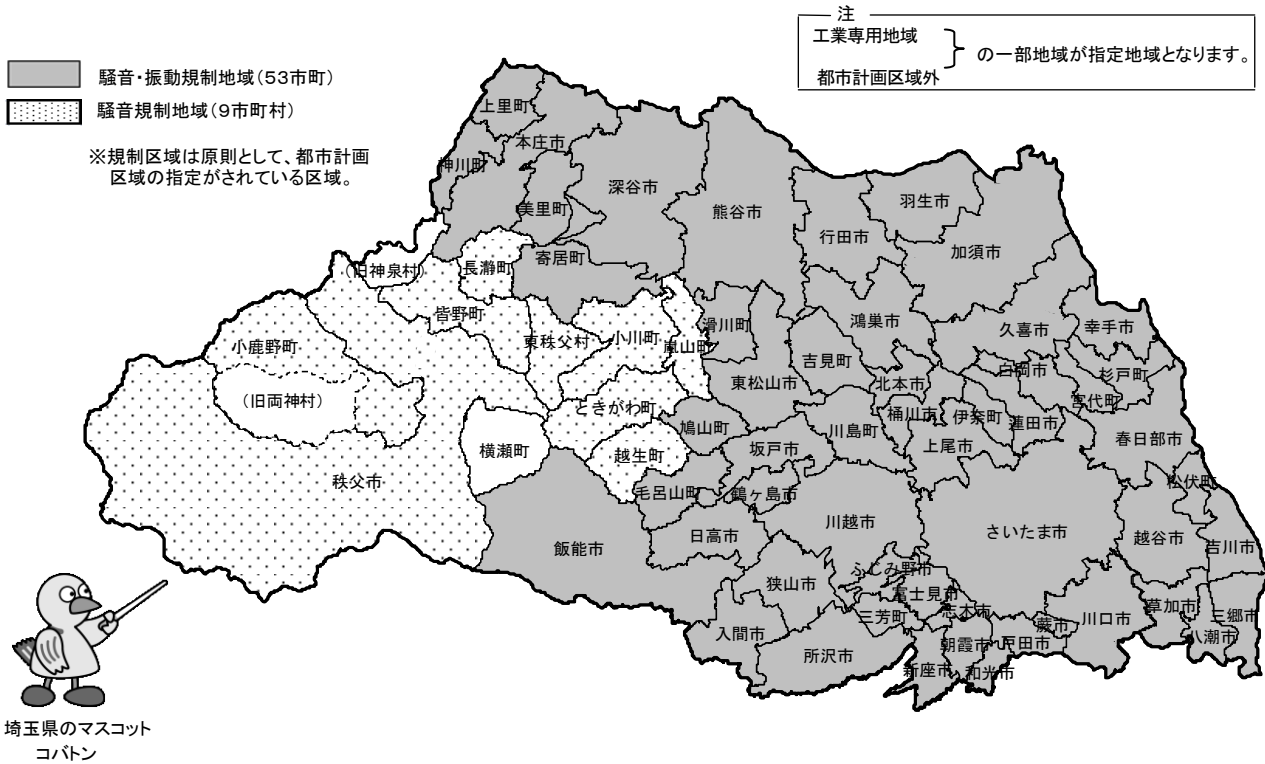 注
工業専用地域
都市計画区域外
の一部地域が指定地域となります。
騒音・振動規制地域(53市町)
騒音規制地域(9市町村)
※規制区域は原則として、都市計画
区域の指定がされている区域。
上里町
本庄市
神川町
美里町
深谷市
熊谷市
行田市
羽生市
加須市
寄居町
長瀞町
(旧神泉村)
皆野町
小鹿野町
(旧両神村)
東秩父村
小川町
嵐山町
滑川町
東松山市
吉見町
鴻巣市
久喜市
幸手市
白岡市
杉戸町
宮代町
北本市
桶川市
伊奈町
蓮田市
ときがわ町
鳩山町
川島町
上尾市
春日部市
横瀬町
越生町
坂戸市
秩父市
毛呂山町
鶴ヶ島市
松伏町
川越市
さいたま市
越谷市
吉川市
飯能市
日高市
ふじみ野市
狭山市
富士見市
三芳町
志木市
草加市
三郷市
入間市
蕨市
川口市
八潮市
所沢市
朝霞市
戸田市
新座市
和光市
埼玉県のマスコット
コバトン